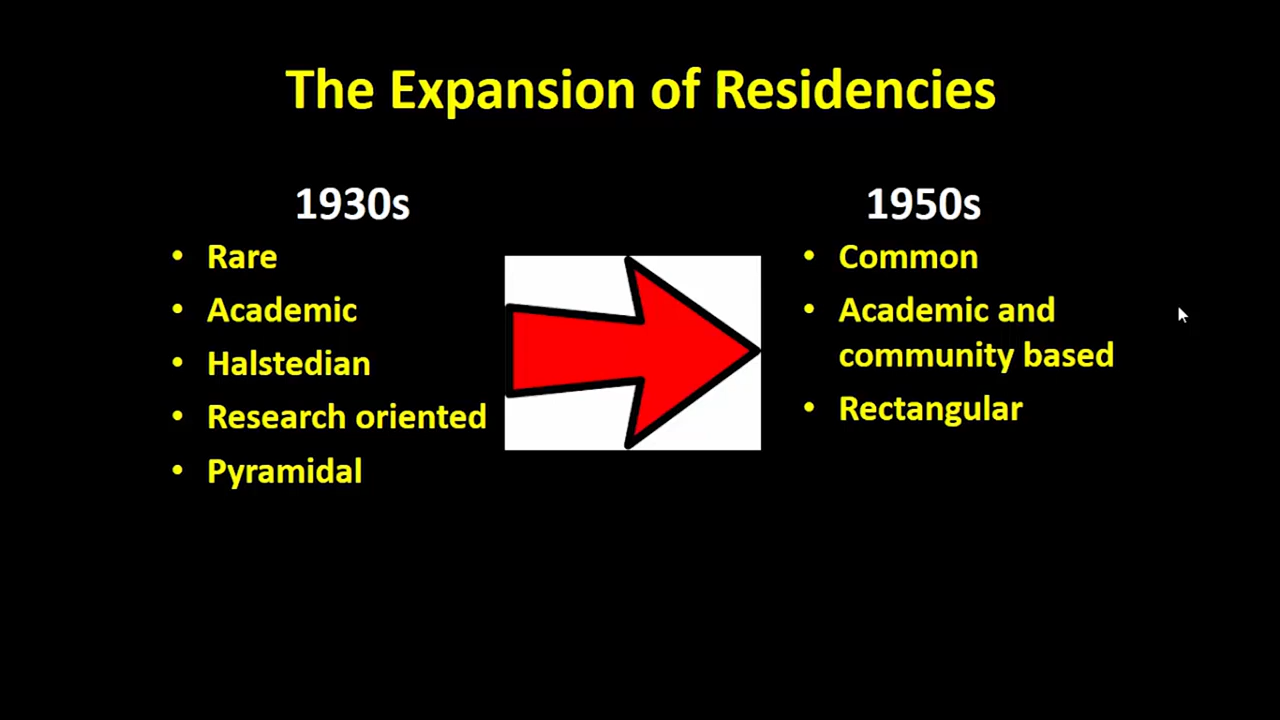 The Expansion of Residencies
1930s
• Rare
• Academic
• Halstedian
• Research oriented
• Pyramidal
1950s
• Common
• Academic and
community based
• Rectangular